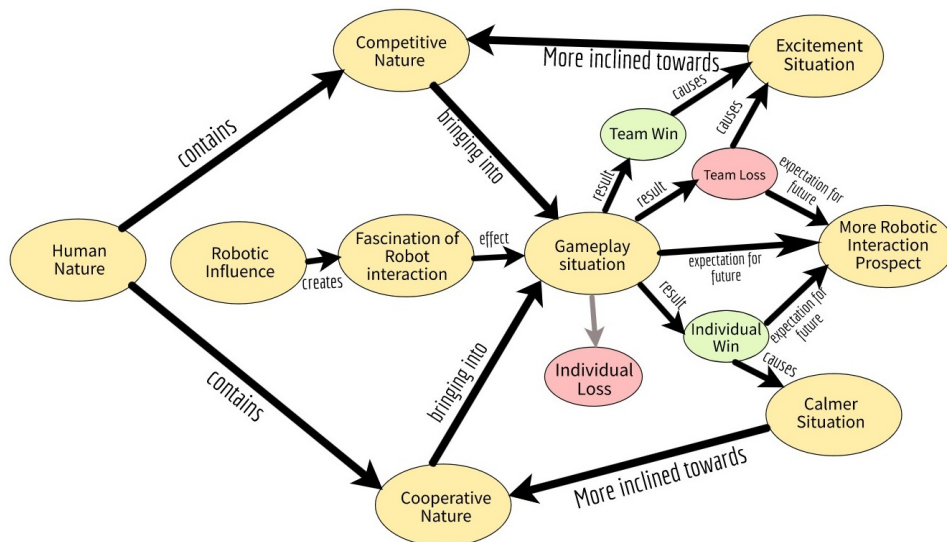 Competitive
Nature
More inclined towards
Excitement
Situation
contains
bringing into
causes
Team Win
causes
result
result
Team Loss
expectation for
future
Human
Nature
Robotic
Influence
creates
Fascination of
Robot
interaction
effect
Gameplay
situation
expectation for
future
More Robotic
Interaction
Prospect
result
Individual
Win
expectation for
future
causes
Individual
Loss
contains
bringing into
Calmer
Situation
More inclined towards
Cooperative
Nature